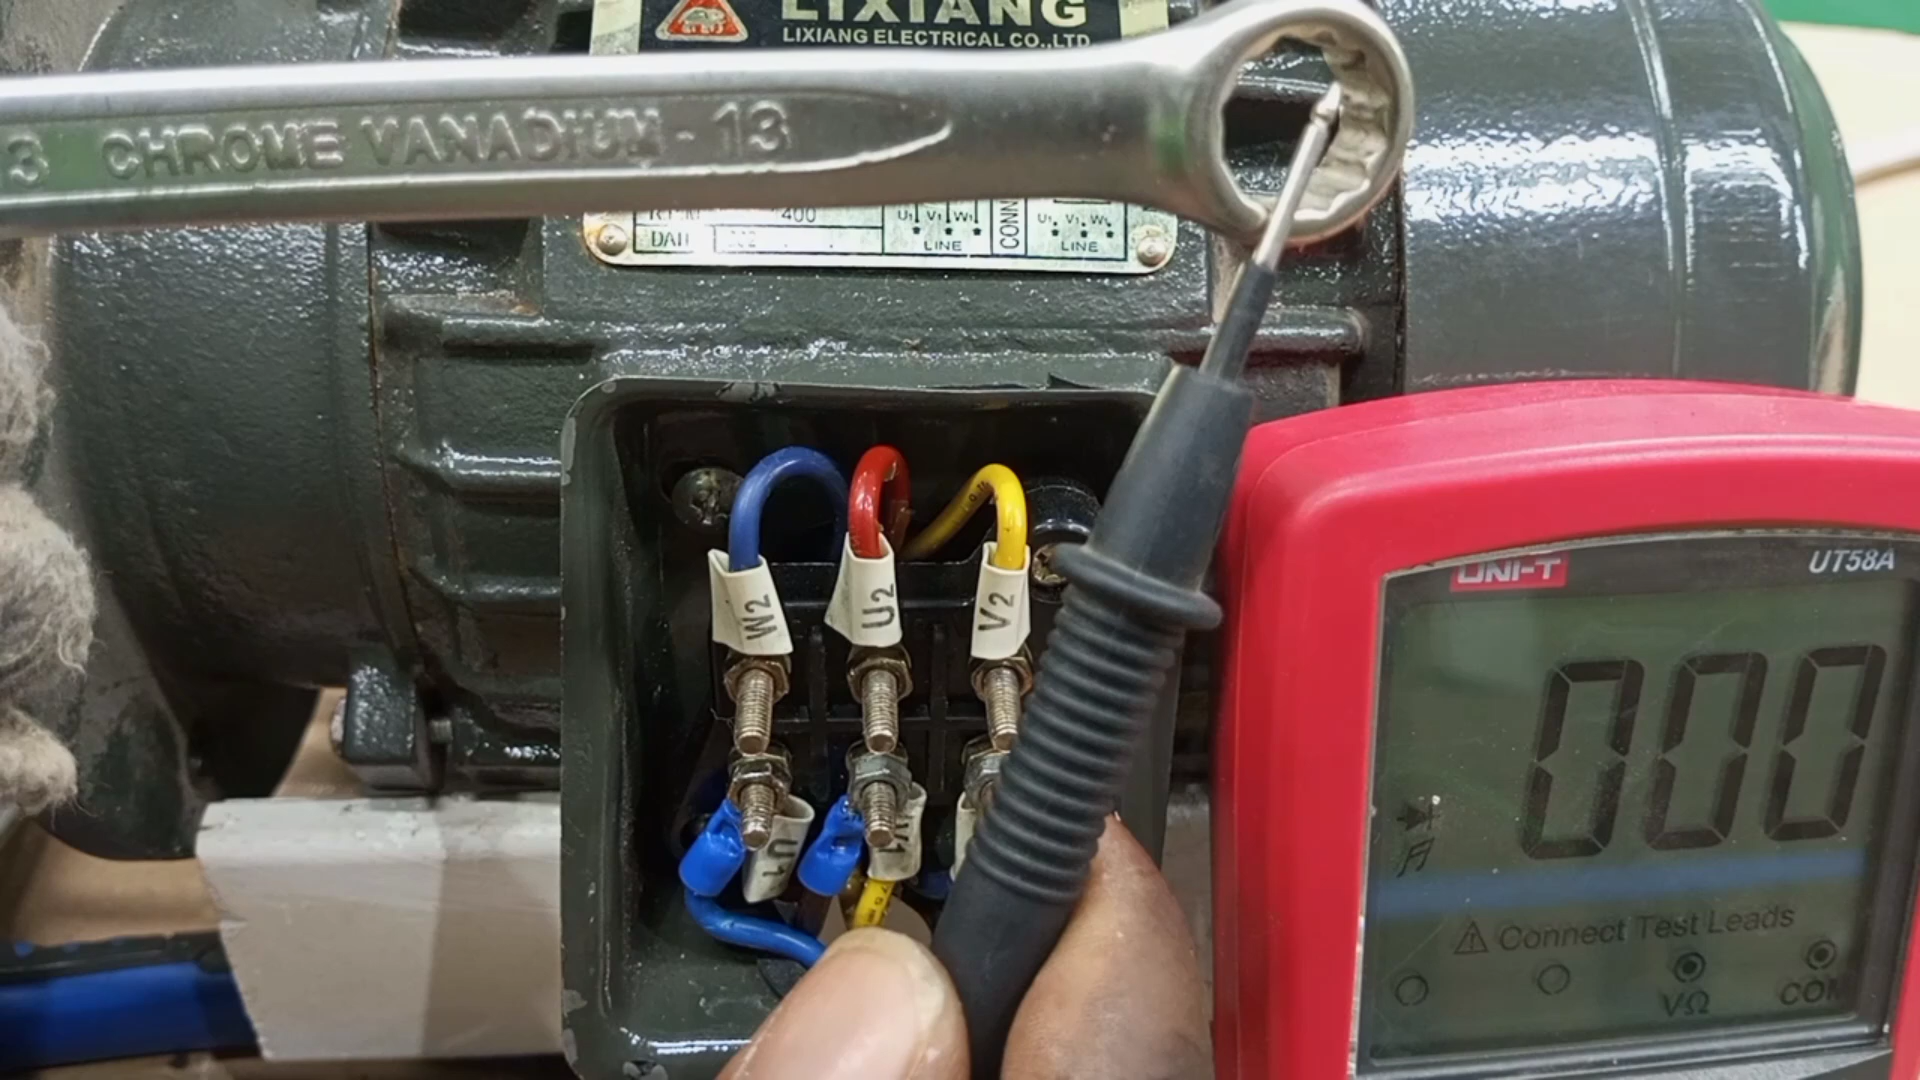 LIXIANG
LIXIANG ELECTRICAL CO.,LTD
3 CHROME VANADIUM - 13
U1 V1 W1
LINE
CONN
U1 V1 W1
LINE
W2
U2
V2
U1
V1
UNI-T
UT58A
000
Connect Test Leads
VΩ
COM